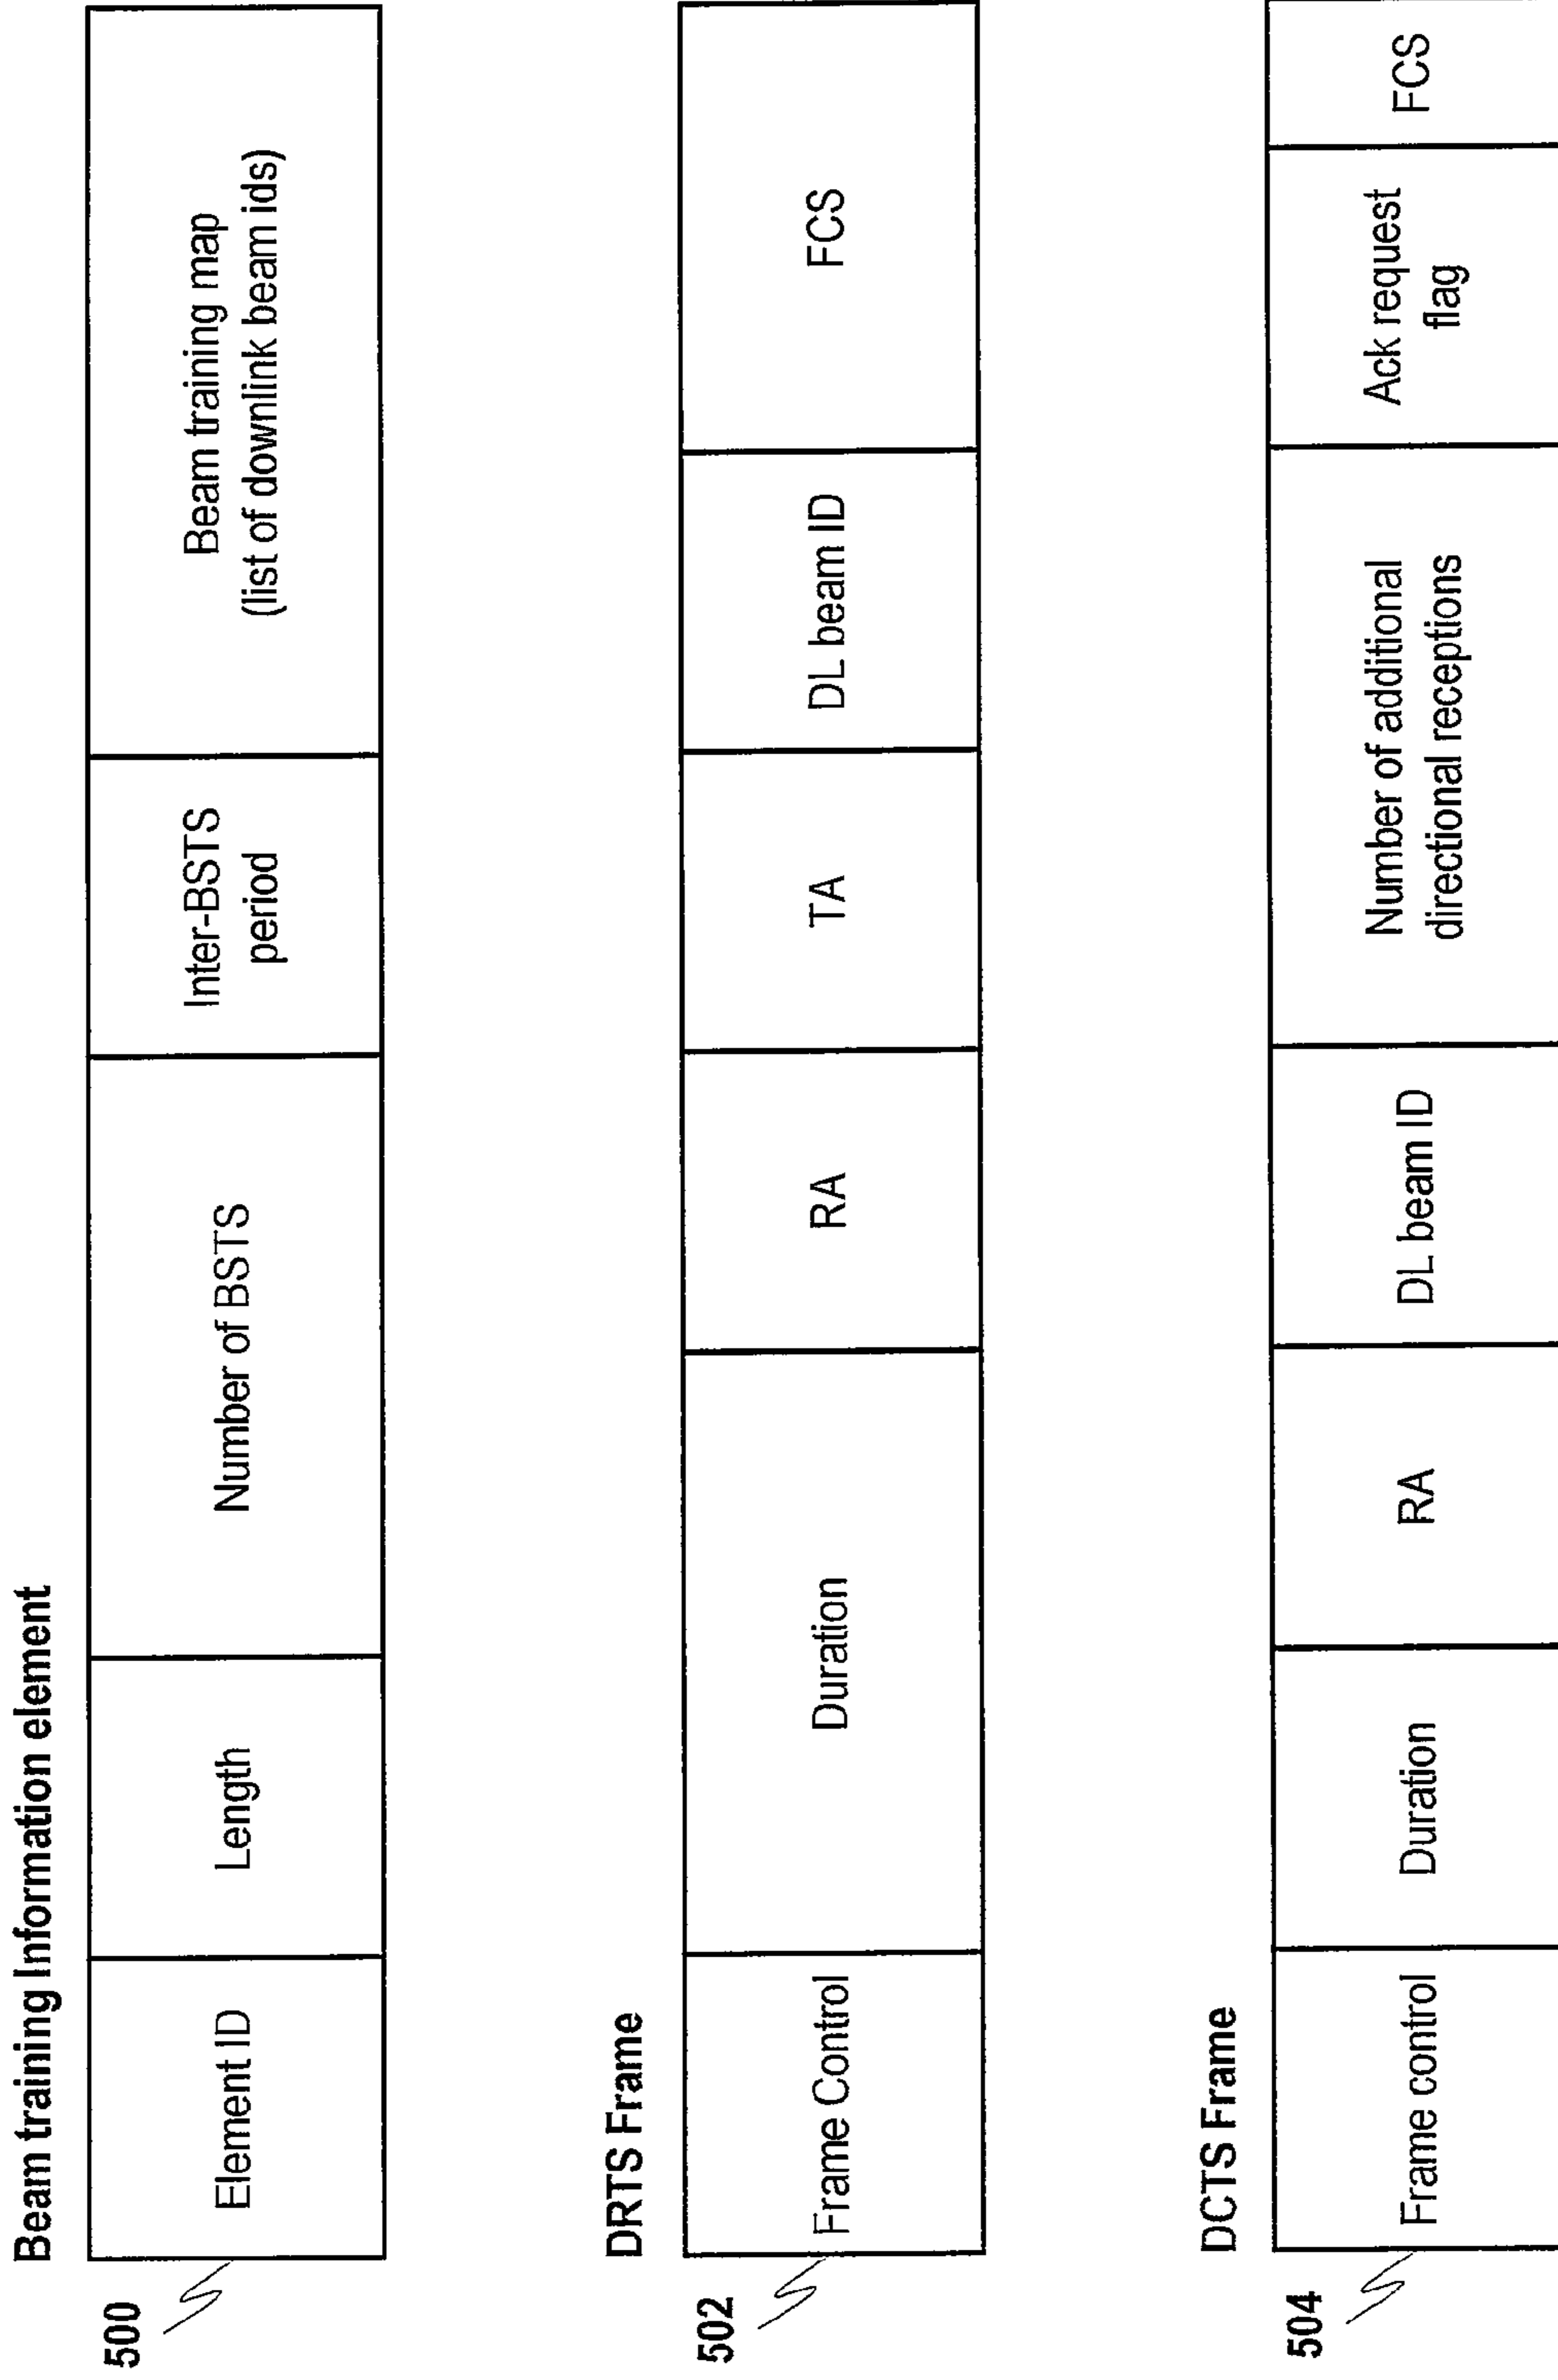 Beam training Information element
500
Element ID
Length
Number of BSTS
Inter-BSTS
period
Beam training map
(list of downlink beam ids)
DRTS Frame
502
Frame Control
Duration
RA
TA
DL beam ID
FCS
DCTS Frame
504
Frame control
Duration
RA
DL beam ID
Number of additional
directional receptions
Ack request
flag
FCS